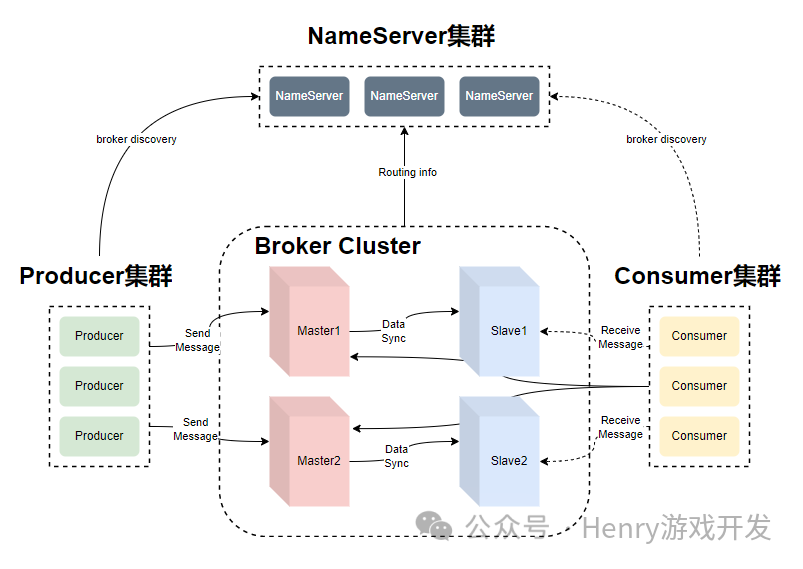 NameServer集群
NameServer
NameServer
NameServer
broker discovery
broker discovery
Routing info
Broker Cluster
Producer集群
Consumer集群
Producer
Producer
Producer
Send
Message
Send
Message
Master1
Data
Sync
Slave1
Master2
Data
Sync
Slave2
Receive
Message
Receive
Message
Consumer
Consumer
Consumer
公众号 · Henry游戏开发